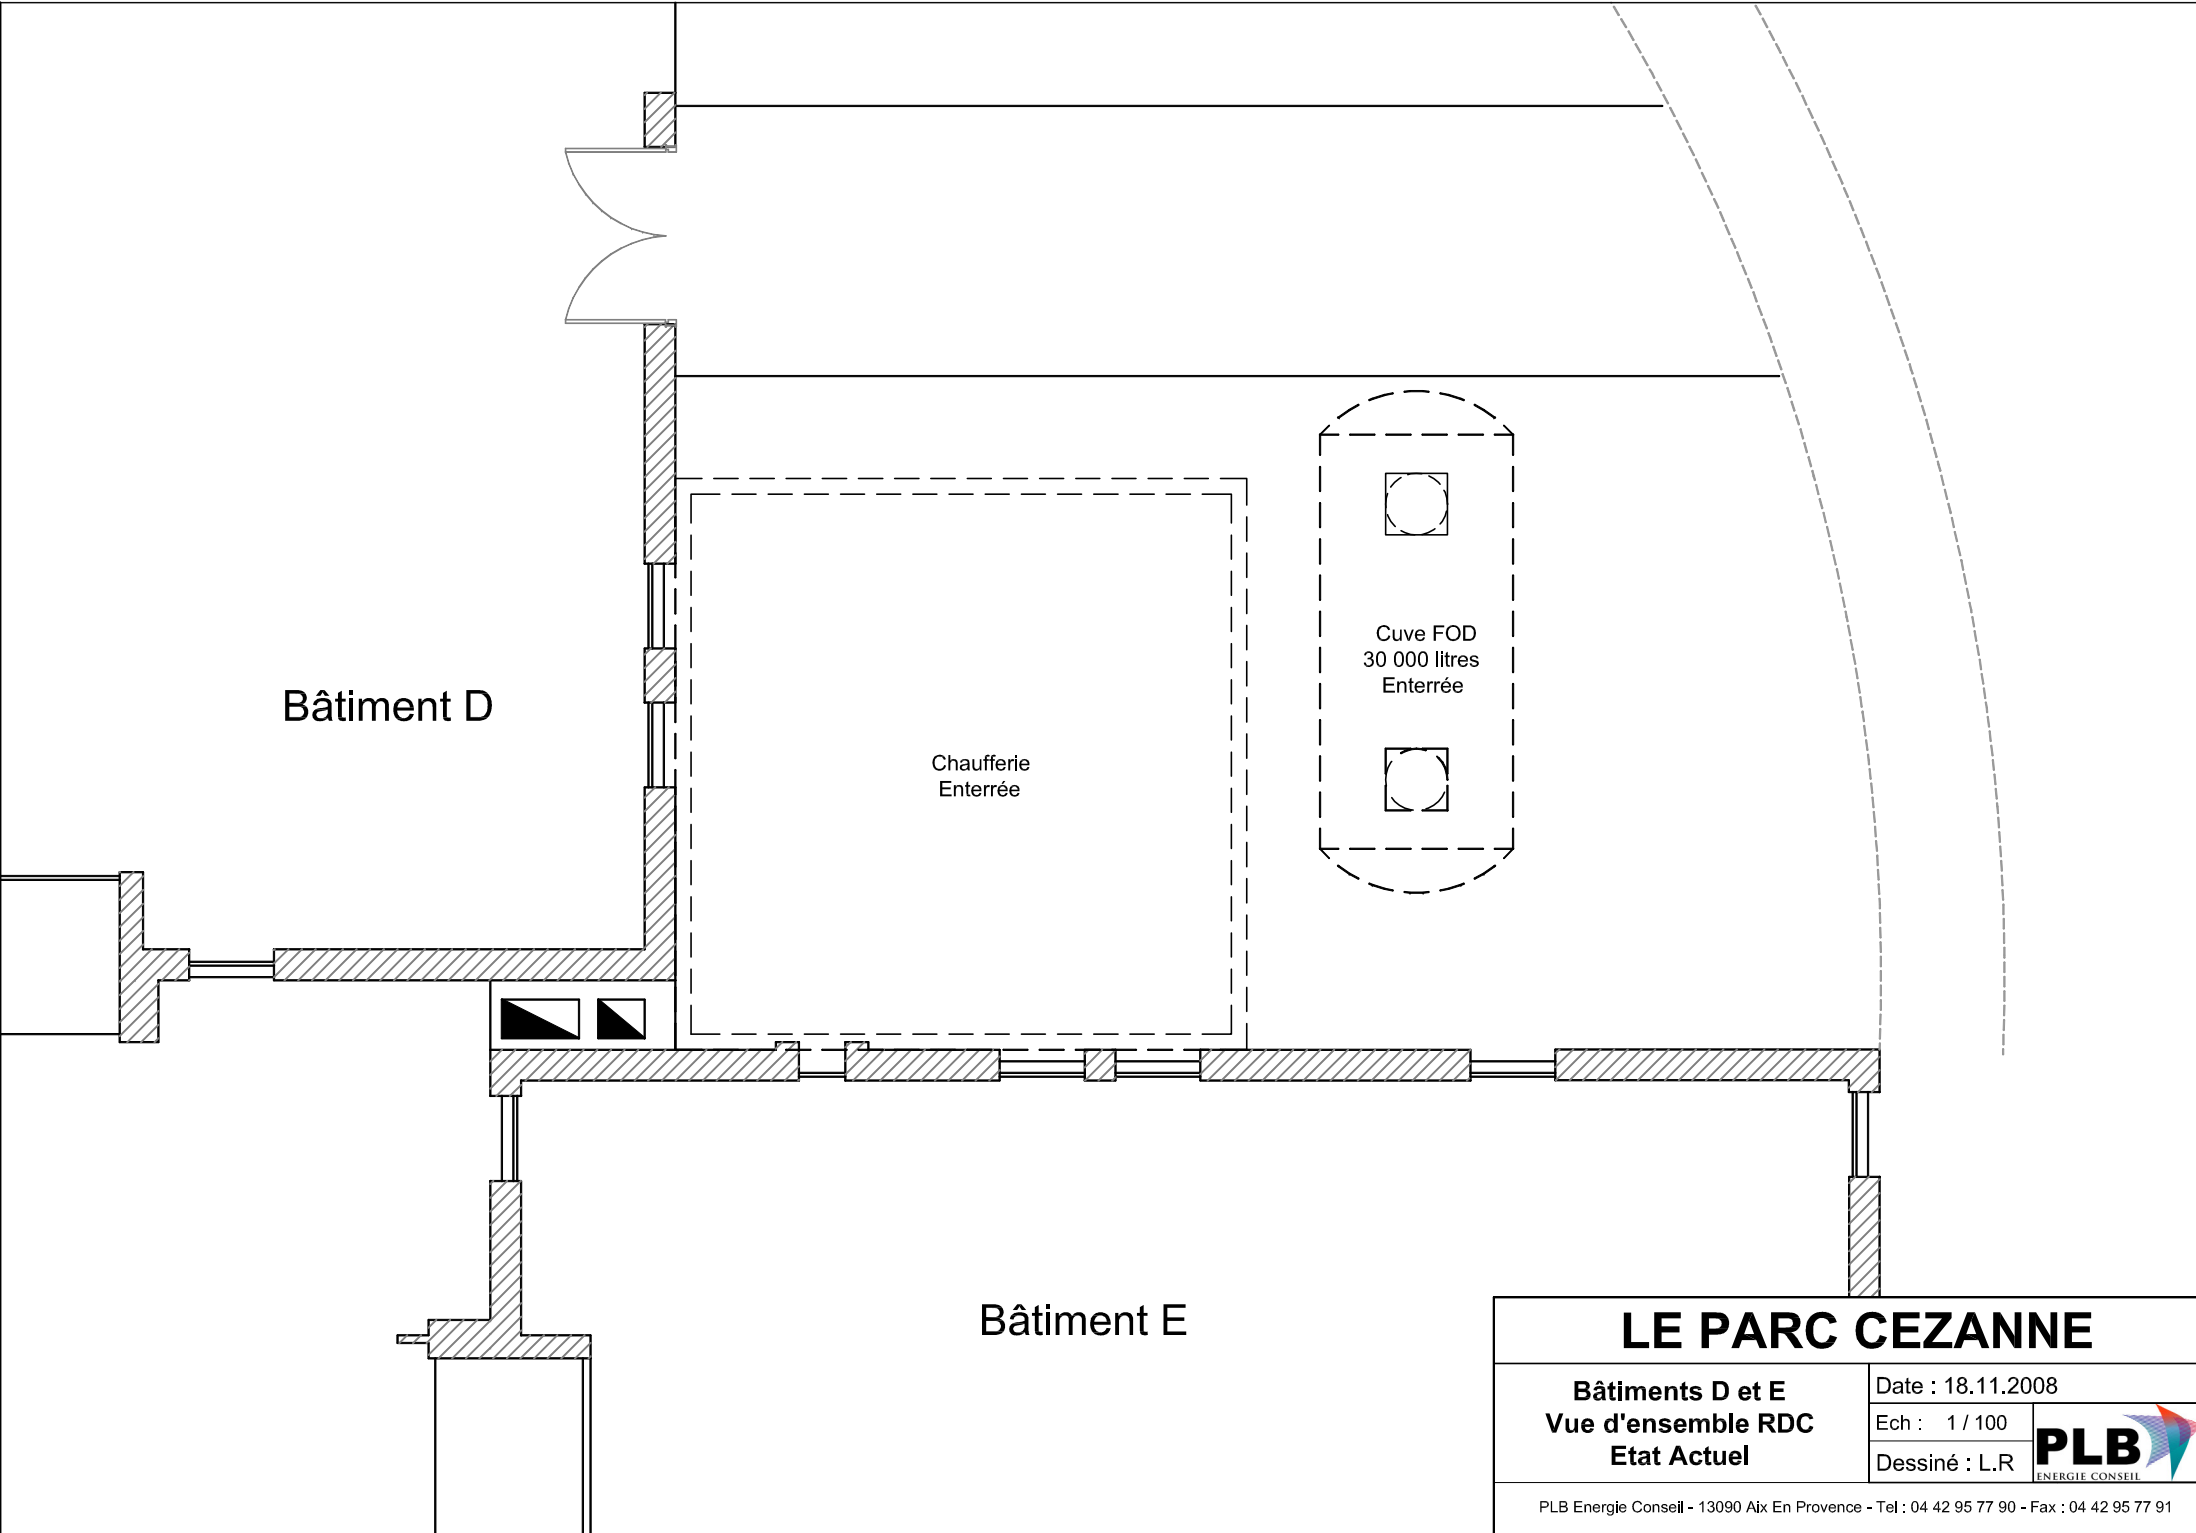 Bâtiment D
Chaufferie
Enterrée
Cuve FOD
30 000 litres
Enterrée
Bâtiment E
LE PARC CEZANNE
Bâtiments D et E
Vue d'ensemble RDC
Etat Actuel
Date : 18.11.2008
Ech : 1 / 100
Dessiné : L.R
PLB
ENERGIE CONSEIL
PLB Energie Conseil - 13090 Aix En Provence - Tel : 04 42 95 77 90 - Fax : 04 42 95 77 91